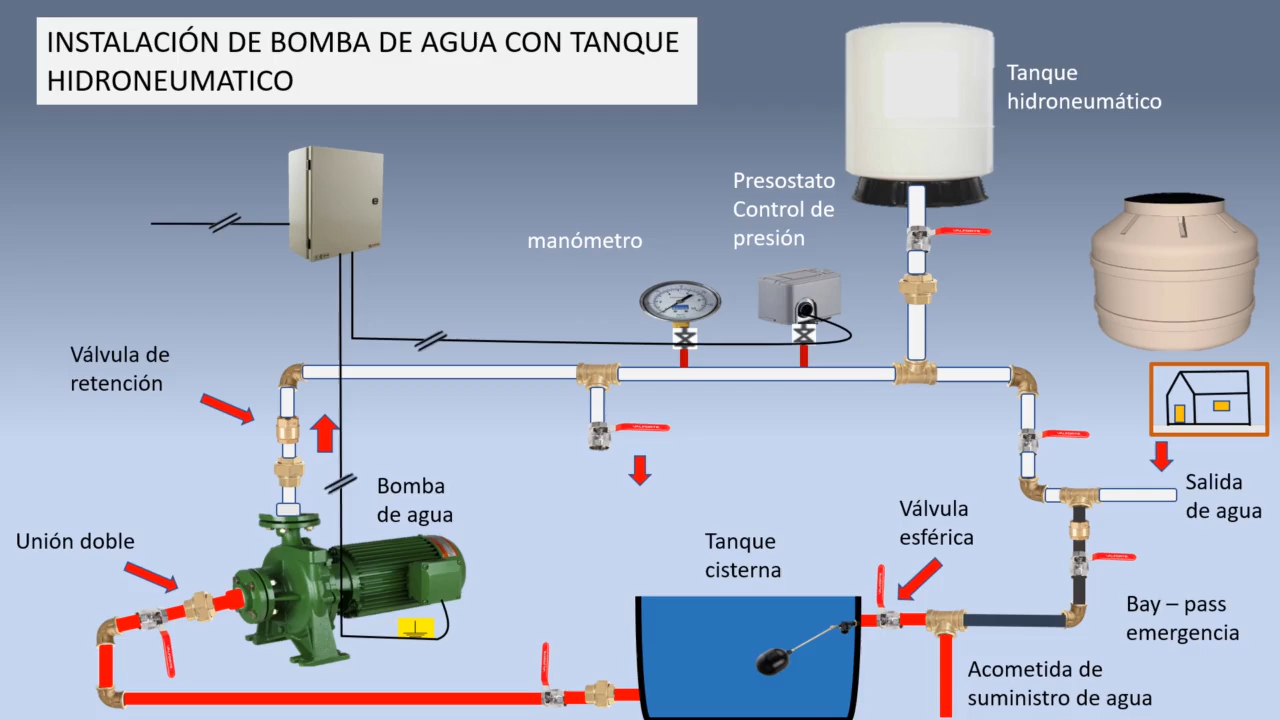 INSTALACIÓN DE BOMBA DE AGUA CON TANQUE
HIDRONEUMATICO
Tanque
hidroneumático
Presostato
Control de
presión
manómetro
Válvula de
retención
Bomba
de agua
Unión doble
Tanque
cisterna
Válvula
esférica
Salida
de agua
Bay – pass
emergencia
Acometida de
suministro de agua